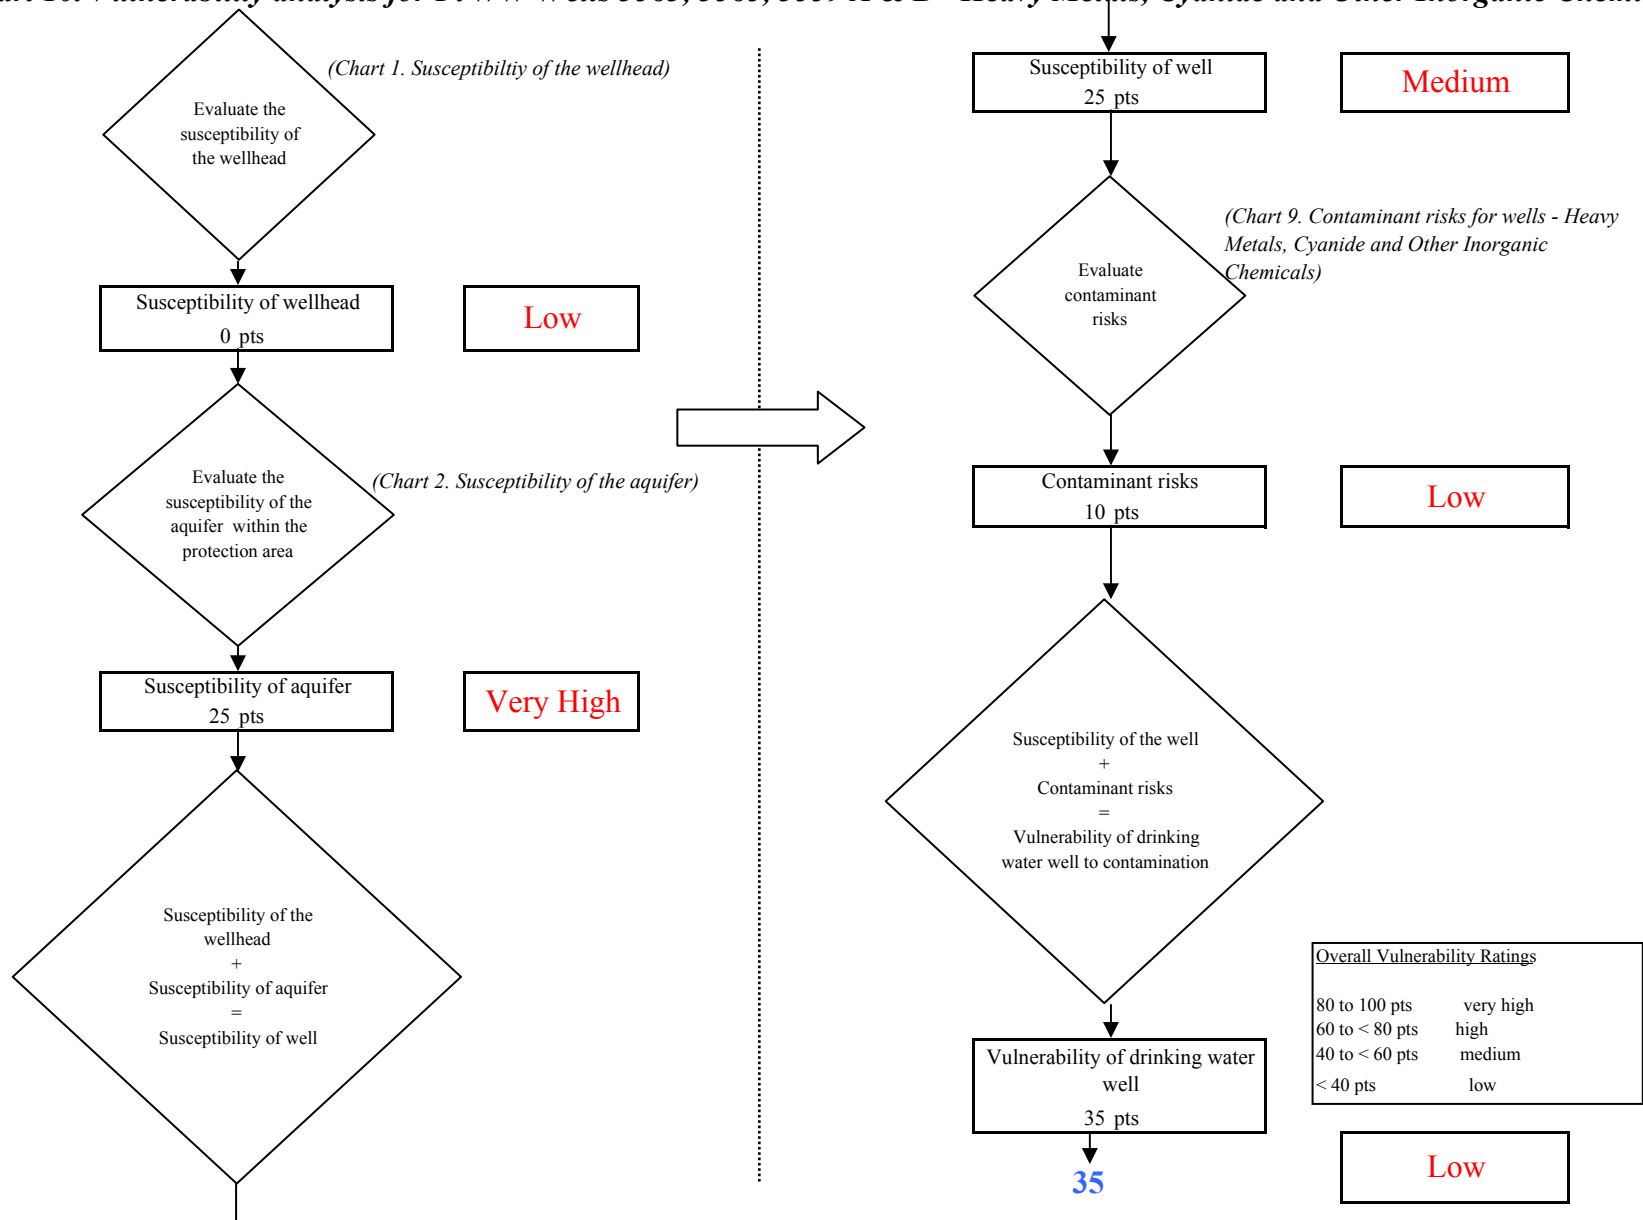 Evaluate the
susceptibility of
the wellhead
(Chart 1. Susceptibiltiy of the wellhead)
Susceptibility of wellhead
0 pts
Low
Evaluate the
susceptibility of the
aquifer within the
protection area
(Chart 2. Susceptibility of the aquifer)
Susceptibility of aquifer
25 pts
Very High
Susceptibility of the
wellhead
+
Susceptibility of aquifer
=
Susceptibility of well
Susceptibility of well
25 pts
Medium
Evaluate
contaminant
risks
(Chart 9. Contaminant risks for wells - Heavy
Metals, Cyanide and Other Inorganic
Chemicals)
Contaminant risks
10 pts
Low
Susceptibility of the well
+
Contaminant risks
=
Vulnerability of drinking
water well to contamination
Vulnerability of drinking water
well
35 pts
35
Overall Vulnerability Ratings
80 to 100 pts very high
60 to < 80 pts high
40 to < 60 pts medium
< 40 pts low
Low